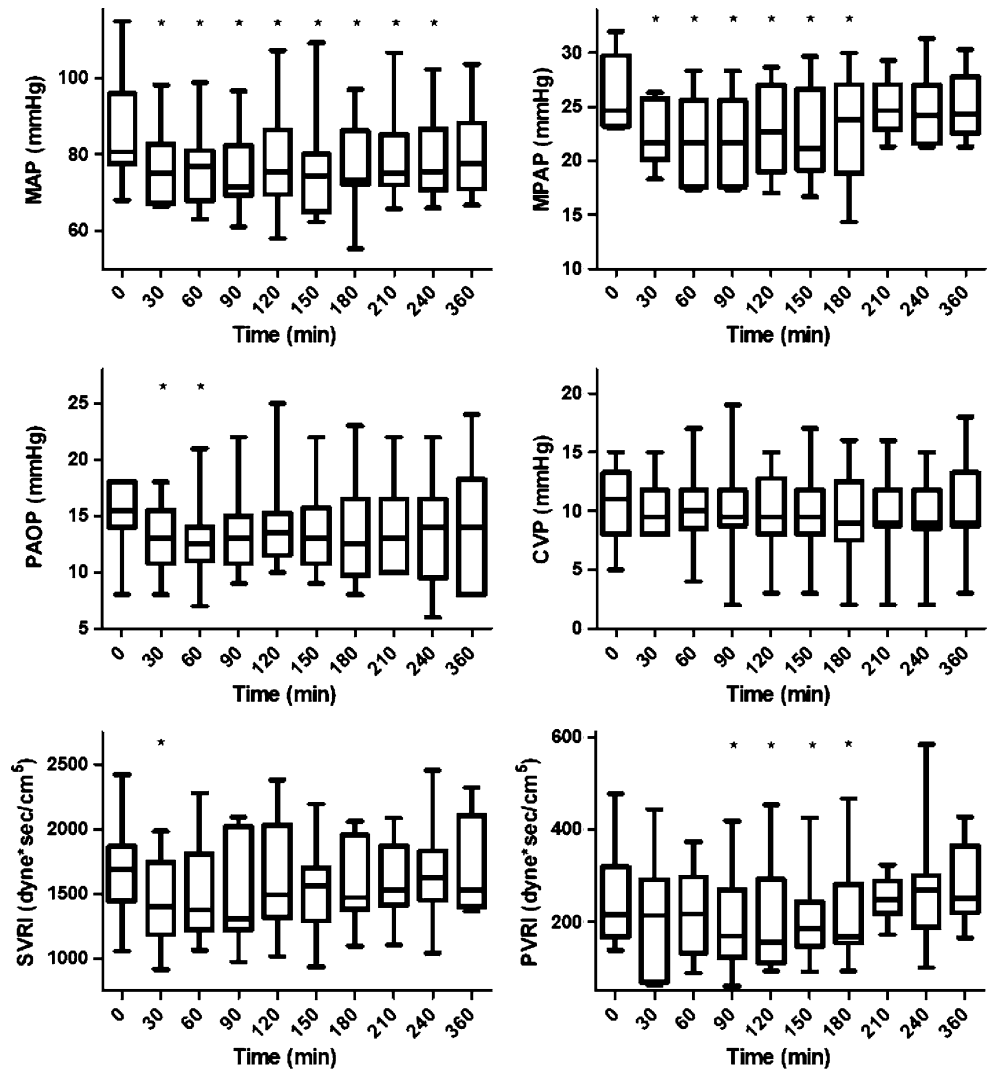 * * * * * * * *
100
80
60
MAP (mmHg)
0 30 60 90 120 150 180 210 240 360
Time (min)
* * * * * *
30
25
20
15
10
MPAP (mmHg)
0 30 60 90 120 150 180 210 240 360
Time (min)
* *
25
20
15
10
5
PAOP (mmHg)
0 30 60 90 120 150 180 210 240 360
Time (min)
20
15
10
5
0
CVP (mmHg)
0 30 60 90 120 150 180 210 240 360
Time (min)
*
2500
2000
1500
1000
SVRI (dyne*sec/cm⁵)
0 30 60 90 120 150 180 210 240 360
Time (min)
* * * *
600
400
200
PVRI (dyne*sec/cm⁵)
0 30 60 90 120 150 180 210 240 360
Time (min)